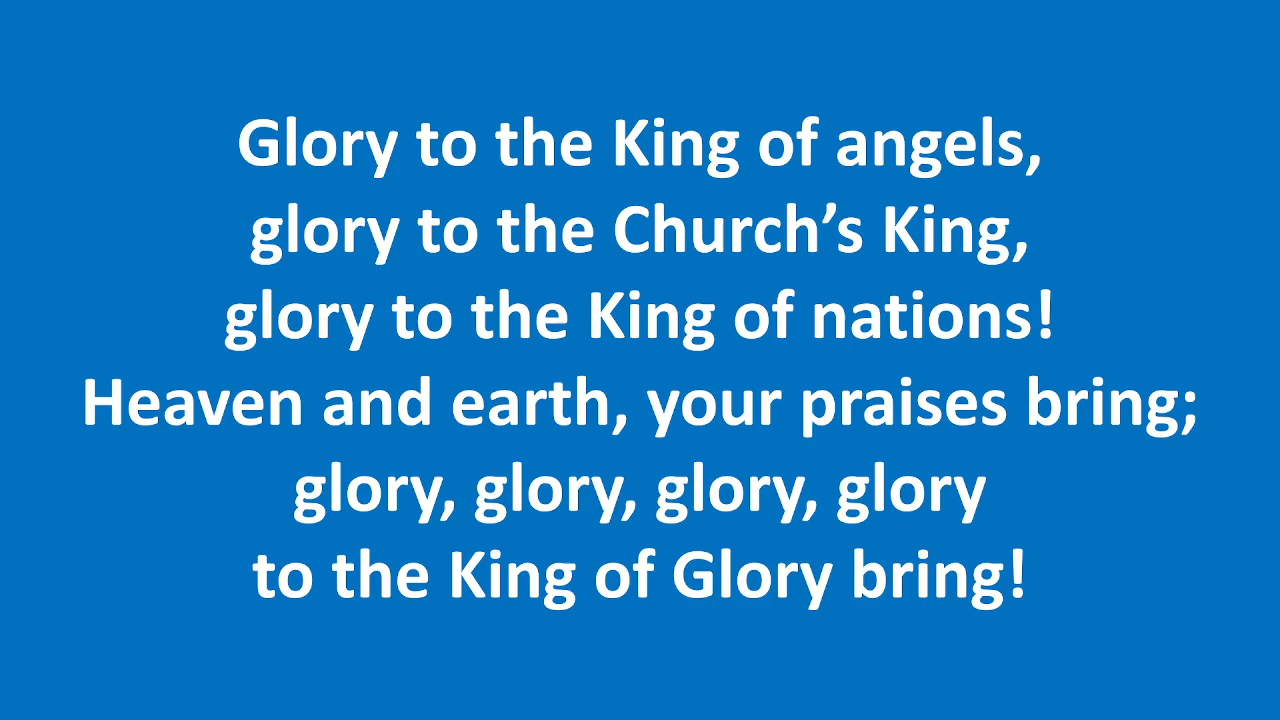 Glory to the King of angels,
glory to the Church’s King,
glory to the King of nations!
Heaven and earth, your praises bring;
glory, glory, glory, glory
to the King of Glory bring!